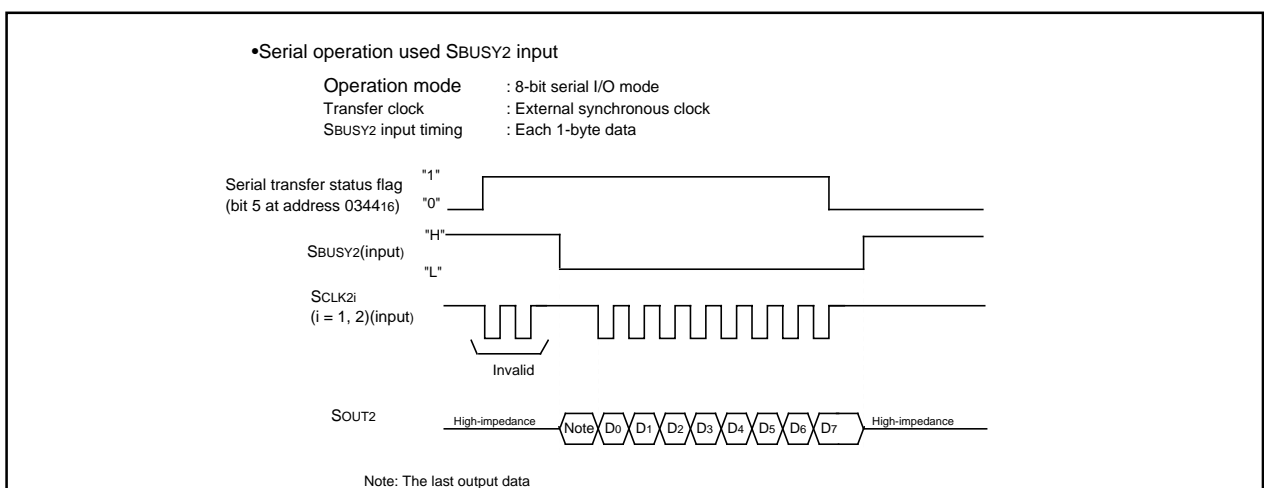 •Serial operation used SBUSY2 input
Operation mode : 8-bit serial I/O mode
Transfer clock : External synchronous clock
SBUSY2 input timing : Each 1-byte data
Serial transfer status flag
(bit 5 at address 034416)
"1"
"0"
SBUSY2(input)
"H"
"L"
SCLK2i
(i = 1, 2)(input)
Invalid
SOUT2
High-impedance Note D0 D1 D2 D3 D4 D5 D6 D7 High-impedance
Note: The last output data